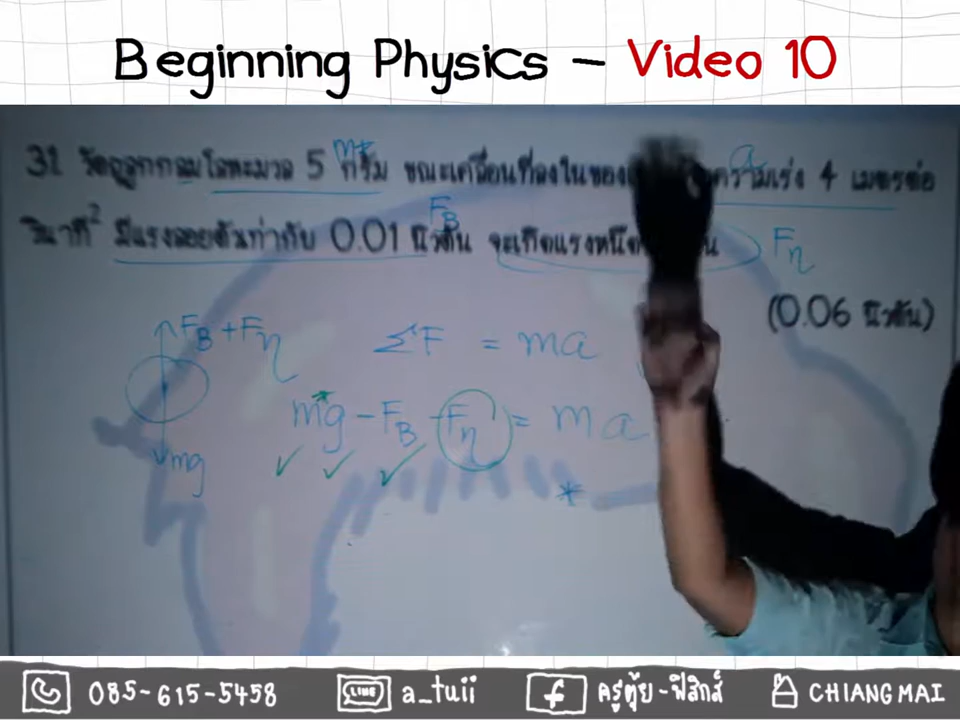 Beginning Physics – Video 10
31 วัตถุลูกกลมโลหะมวล 5 กรัม ขณะเคลื่อนที่ลงในของ ความเร่ง 4 เมตรต่อ
m* a
วินาที² มีแรงลอยตัวเท่ากับ 0.01 นิวตัน จะเกิดแรงหนืด
F_B Fη
(0.06 นิวตัน)
F_B + Fη
ΣF = ma
mg - F_B - Fη = ma
mg
*
085-615-5458 LINE a_tuii f ครูตุ้ย-ฟิสิกส์ CHIANG MAI